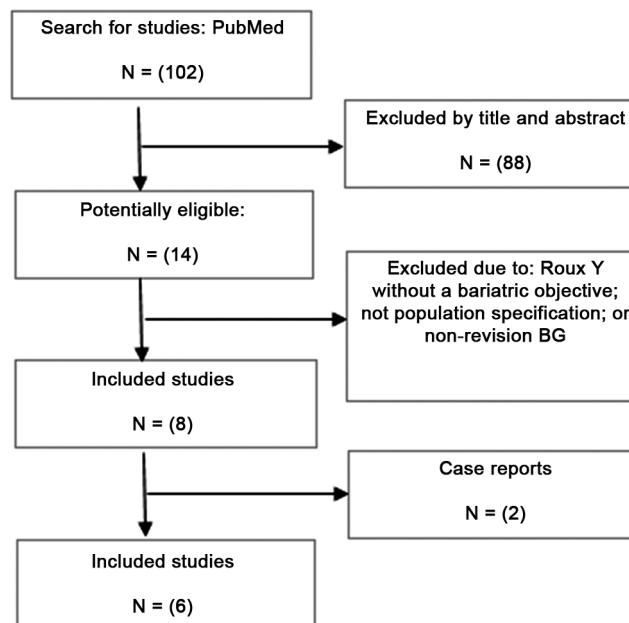 Search for studies: PubMed
N = (102)
Excluded by title and abstract
N = (88)
Potentially eligible:
N = (14)
Excluded due to: Roux Y
without a bariatric objective;
not population specification; or
non-revision BG
Included studies
N = (8)
Case reports
N = (2)
Included studies
N = (6)